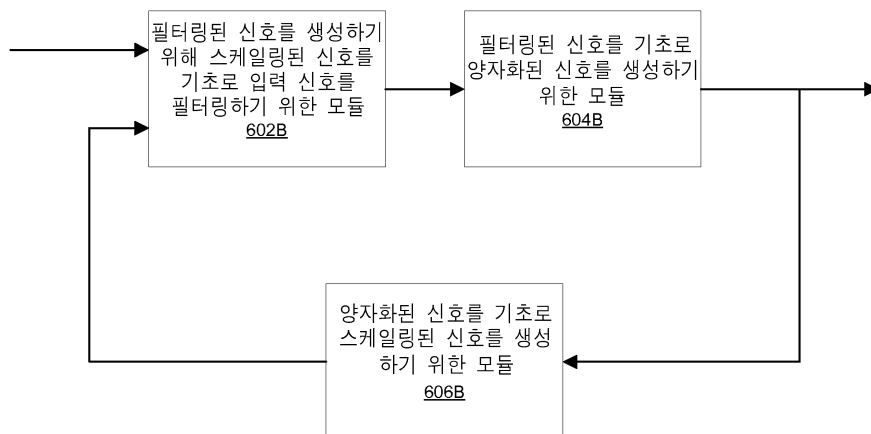 필터링된 신호를 생성하기
위해 스케일링된 신호를
기초로 입력 신호를
필터링하기 위한 모듈
602B
필터링된 신호를 기초로
양자화된 신호를 생성하기
위한 모듈
604B
양자화된 신호를 기초로
스케일링된 신호를 생성
하기 위한 모듈
606B